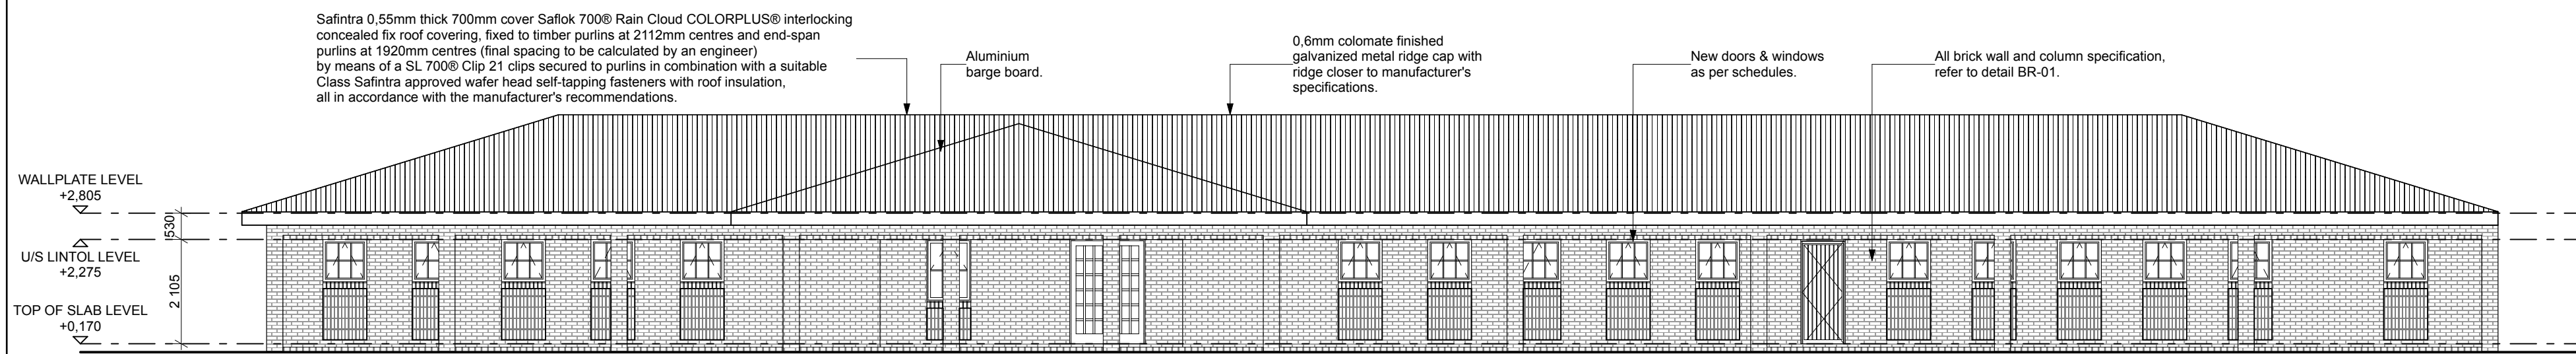 Safintra 0,55mm thick 700mm cover Saflok 700® Rain Cloud COLORPLUS® interlocking
concealed fix roof covering, fixed to timber purlins at 2112mm centres and end-span
purlins at 1920mm centres (final spacing to be calculated by an engineer)
by means of a SL 700® Clip 21 clips secured to purlins in combination with a suitable
Class Safintra approved wafer head self-tapping fasteners with roof insulation,
all in accordance with the manufacturer's recommendations.
Aluminium
barge board.
0,6mm colomate finished
galvanized metal ridge cap with
ridge closer to manufacturer's
specifications.
New doors & windows
as per schedules.
All brick wall and column specification,
refer to detail BR-01.
WALLPLATE LEVEL
+2,805
530
U/S LINTOL LEVEL
+2,275
2 105
TOP OF SLAB LEVEL
+0,170